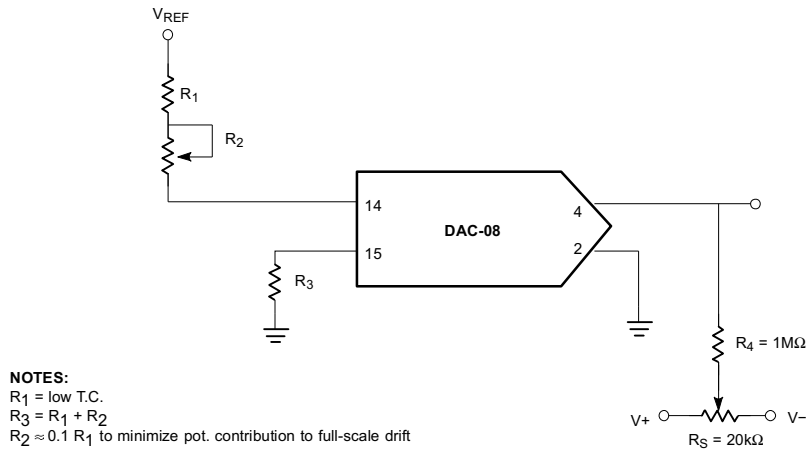 VREF
R1
R2
14
4
DAC-08
15
2
R3
R4 = 1MΩ
NOTES:
R1 = low T.C.
R3 = R1 + R2
R2 ≈ 0.1 R1 to minimize pot. contribution to full-scale drift
V+
V–
RS = 20kΩ